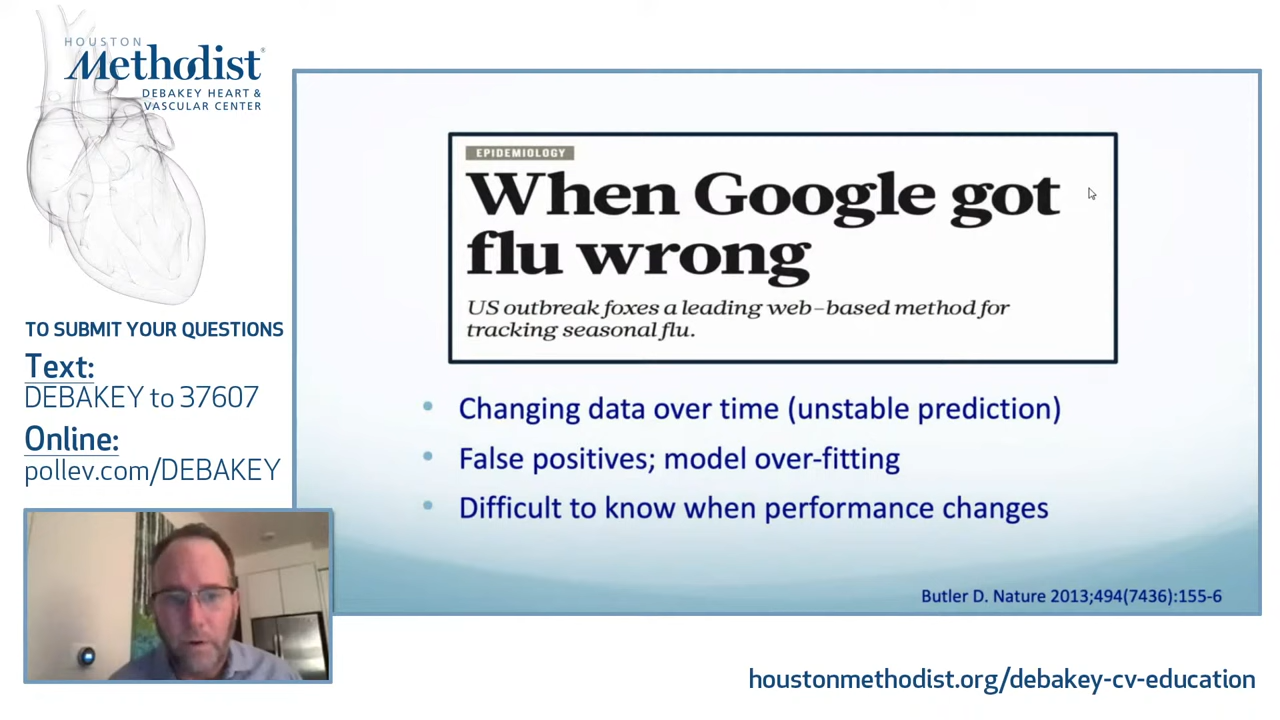 HOUSTON
Methodist®
DEBAKEY HEART &
VASCULAR CENTER
TO SUBMIT YOUR QUESTIONS
Text:
DEBAKEY to 37607
Online:
pollev.com/DEBAKEY
EPIDEMIOLOGY
When Google got
flu wrong
US outbreak foxes a leading web-based method for
tracking seasonal flu.
• Changing data over time (unstable prediction)
• False positives; model over-fitting
• Difficult to know when performance changes
Butler D. Nature 2013;494(7436):155-6
houstonmethodist.org/debakey-cv-education